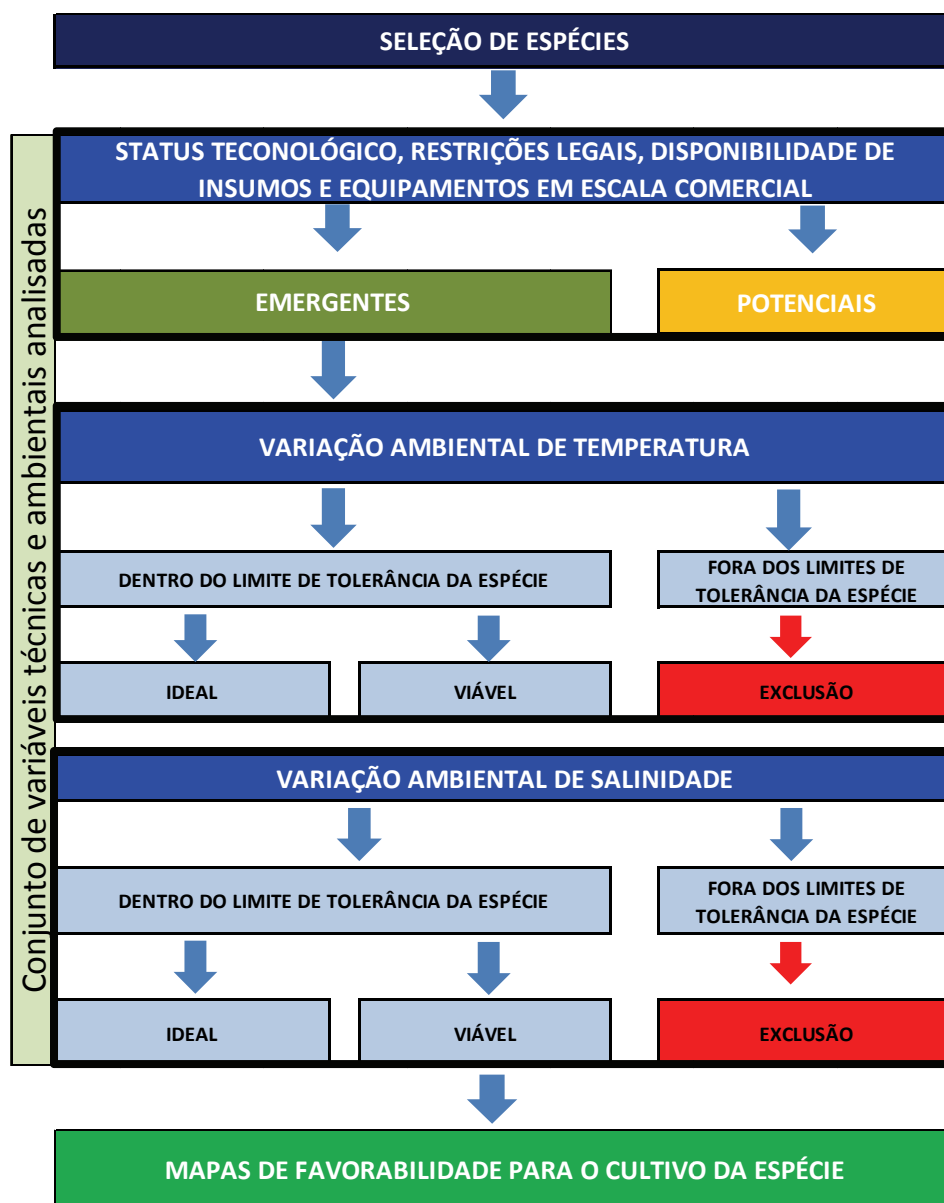 SELEÇÃO DE ESPÉCIES
Conjunto de variáveis técnicas e ambientais analisadas
STATUS TECONOLÓGICO, RESTRIÇÕES LEGAIS, DISPONIBILIDADE DE
INSUMOS E EQUIPAMENTOS EM ESCALA COMERCIAL
EMERGENTES
POTENCIAIS
VARIAÇÃO AMBIENTAL DE TEMPERATURA
DENTRO DO LIMITE DE TOLERÂNCIA DA ESPÉCIE
FORA DOS LIMITES DE
TOLERÂNCIA DA ESPÉCIE
IDEAL
VIÁVEL
EXCLUSÃO
VARIAÇÃO AMBIENTAL DE SALINIDADE
DENTRO DO LIMITE DE TOLERÂNCIA DA ESPÉCIE
FORA DOS LIMITES DE
TOLERÂNCIA DA ESPÉCIE
IDEAL
VIÁVEL
EXCLUSÃO
MAPAS DE FAVORABILIDADE PARA O CULTIVO DA ESPÉCIE